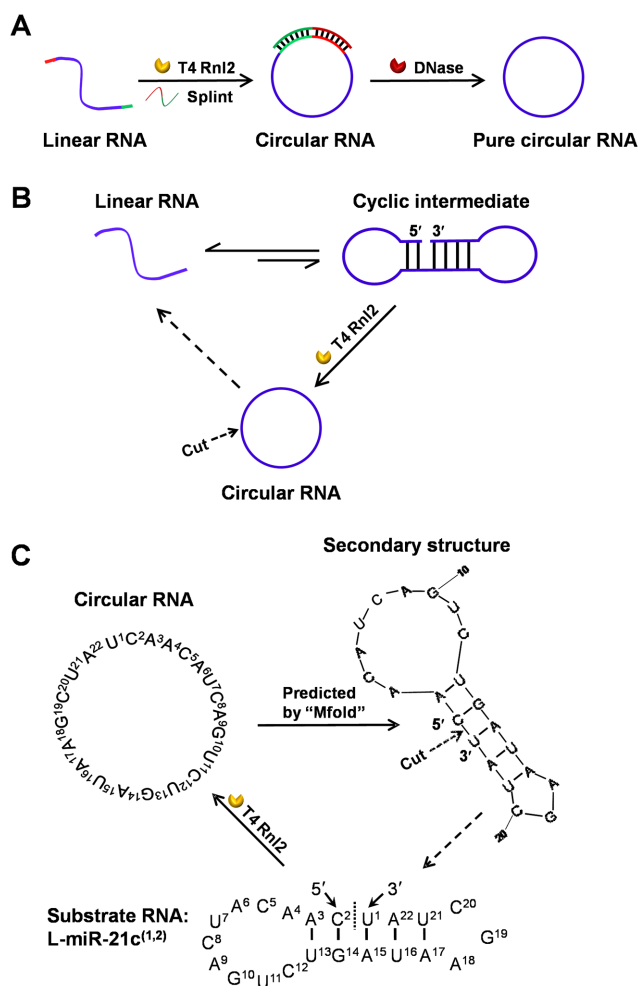 A
T4 Rnl2
Splint
DNase
Linear RNA
Circular RNA
Pure circular RNA
B
Linear RNA
Cyclic intermediate
5′ 3′
T4 Rnl2
Cut
Circular RNA
C
Secondary structure
Circular RNA
U¹C²A³A⁴C⁵A⁶U⁷C⁸A⁹G¹⁰U¹¹C¹²U¹³G¹⁴A¹⁵U¹⁶A¹⁷A¹⁸G¹⁹C²⁰U²¹A²²
Predicted
by “Mfold”
10
U C A G U C
A C A A C U A U C
U G A U A A G
5′
3′
Cut
20
T4 Rnl2
5′ 3′
Substrate RNA:
L-miR-21c⁽¹,²⁾
U⁷ A⁶ C⁵ A⁴ A³ C² U¹ A²² U²¹ C²⁰
G¹⁹
C⁸ A⁹ G¹⁰ U¹¹ C¹² U¹³ G¹⁴ A¹⁵ U¹⁶ A¹⁷ A¹⁸